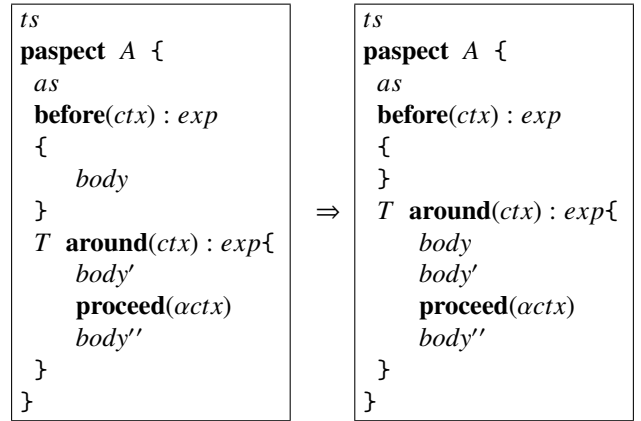 ts
paspect A {
as
before(ctx) : exp
{
body
}
T around(ctx) : exp{
body′
proceed(αctx)
body′′
}
}
⇒
ts
paspect A {
as
before(ctx) : exp
{
}
T around(ctx) : exp{
body
body′
proceed(αctx)
body′′
}
}